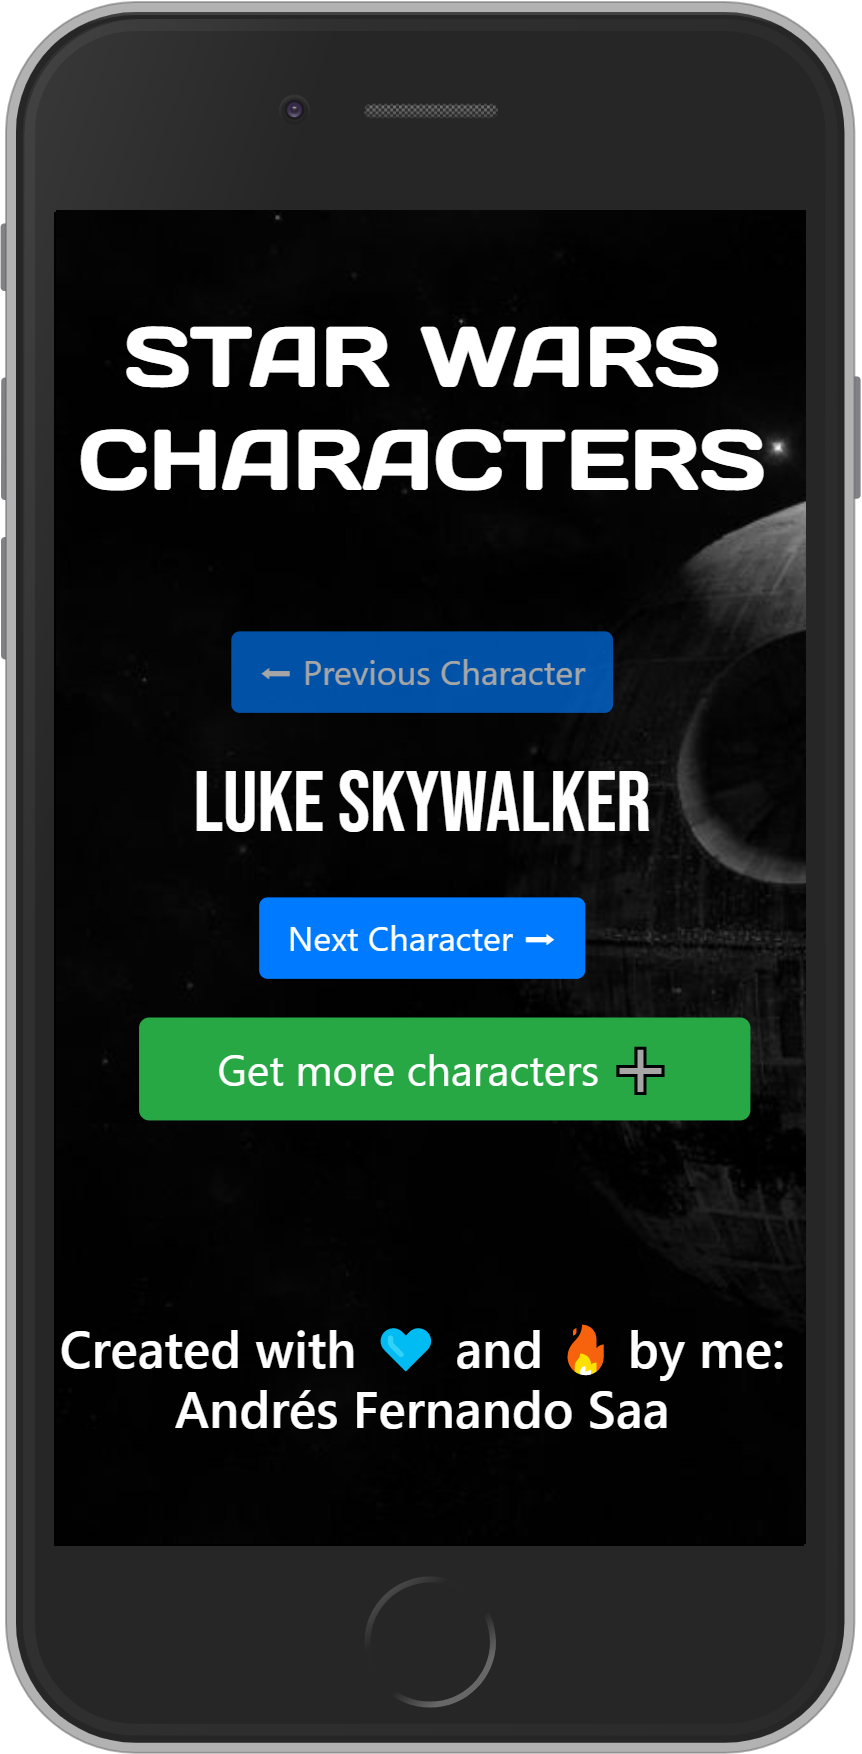 STAR WARS
CHARACTERS
⬅ Previous Character
LUKE SKYWALKER
Next Character ➡
Get more characters ➕
Created with 💙 and 🔥 by me:
Andrés Fernando Saa